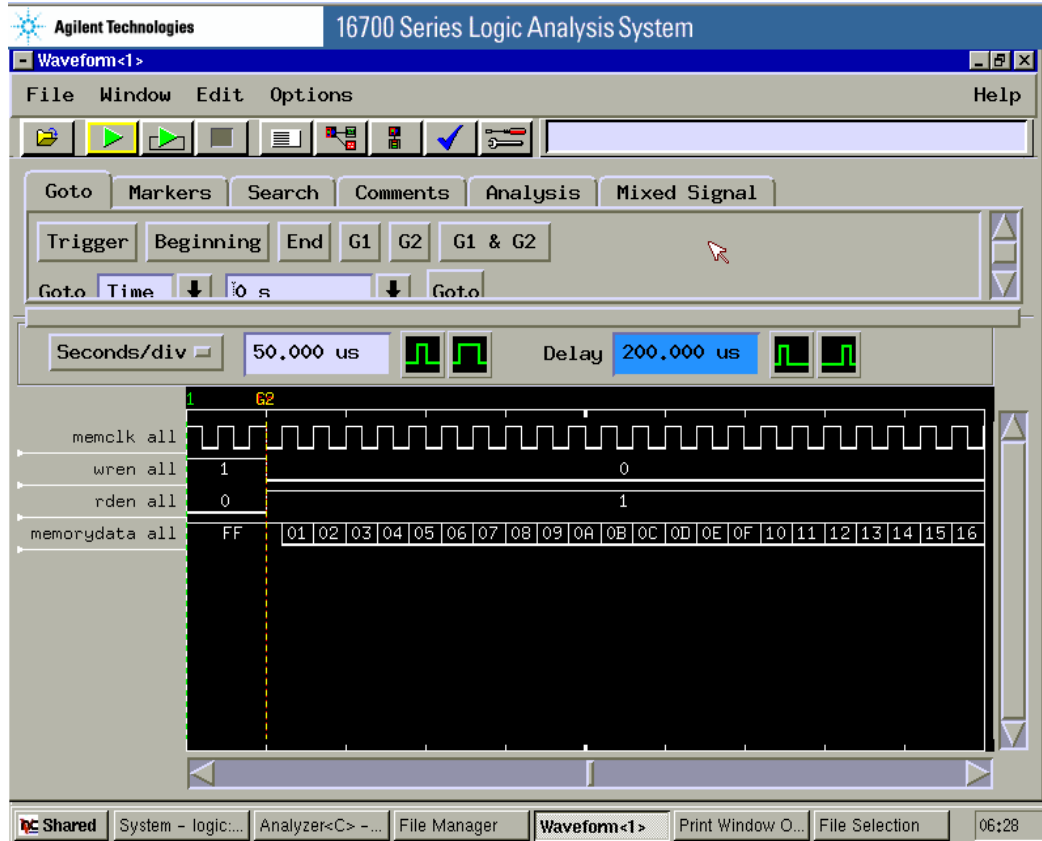 Agilent Technologies 16700 Series Logic Analysis System
Waveform<1>
File Window Edit Options Help
Goto Markers Search Comments Analysis Mixed Signal
Trigger Beginning End G1 G2 G1 & G2
Goto Time 0 s Goto
Seconds/div 50.000 us Delay 200.000 us
1 G2
memclk all
wren all 1 0
rden all 0 1
memorydata all FF 01 02 03 04 05 06 07 08 09 0A 0B 0C 0D 0E 0F 10 11 12 13 14 15 16
Shared System - logic:... Analyzer<C> -... File Manager Waveform<1> Print Window O... File Selection 06:28